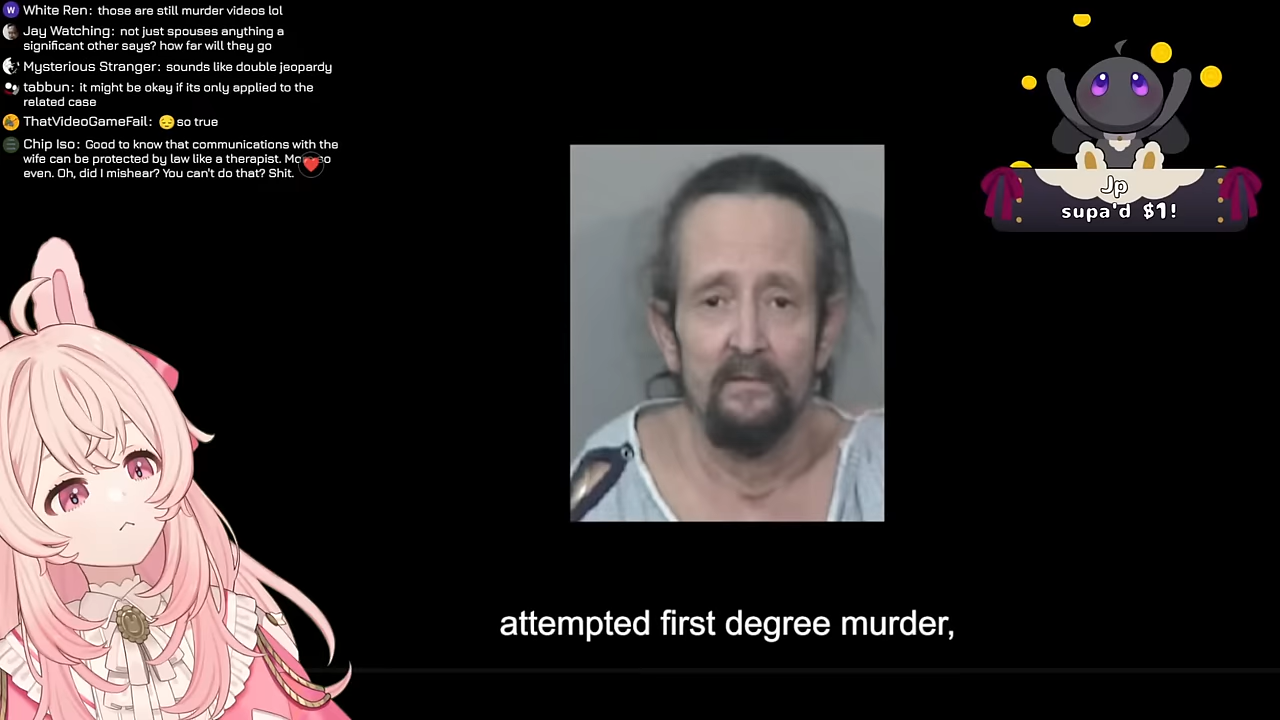 W White Ren: those are still murder videos lol
Jay Watching: not just spouses anything a
significant other says? how far will they go
Mysterious Stranger: sounds like double jeopardy
tabbun: it might be okay if its only applied to the
related case
ThatVideoGameFail: 😔so true
Chip Iso: Good to know that communications with the
wife can be protected by law like a therapist.
even. Oh, did I mishear? You can't do that? Shit.
Jp
supa'd $1!
attempted first degree murder,